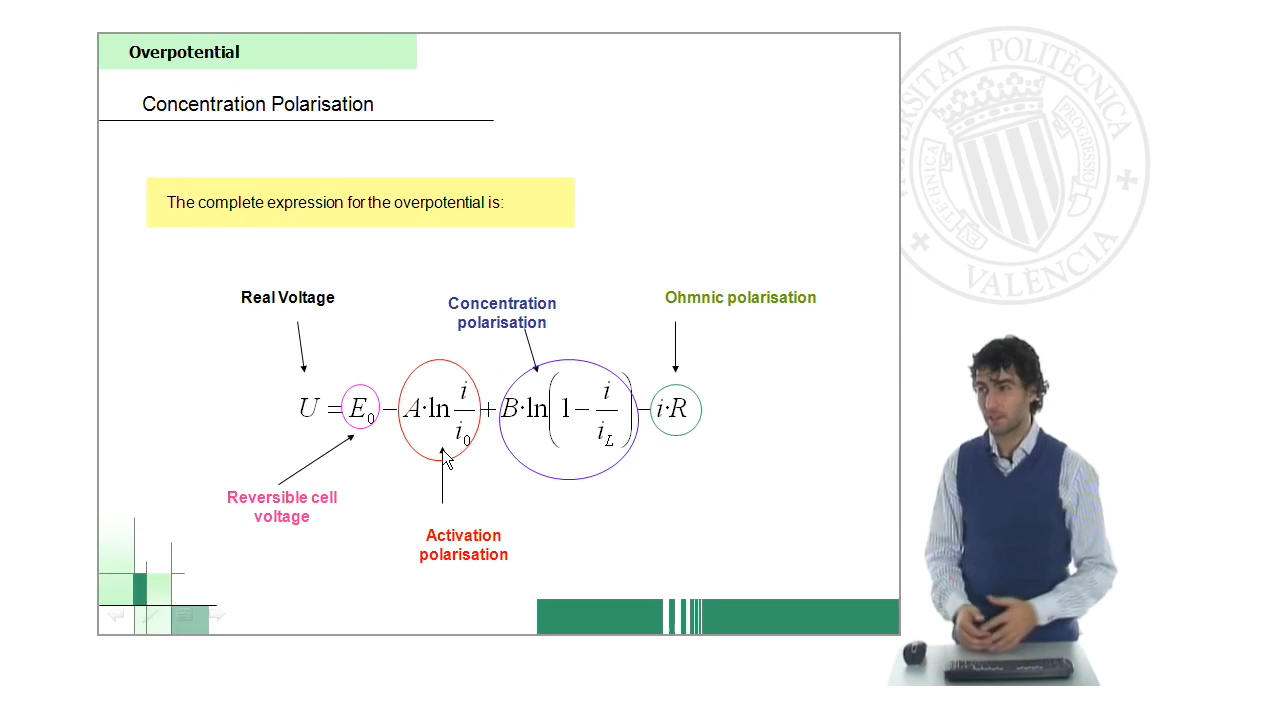 Overpotential
Concentration Polarisation
The complete expression for the overpotential is:
Real Voltage
Concentration
polarisation
Ohmnic polarisation
U = E₀ − A·ln i/i₀ + B·ln(1 − i/i_L) − i·R
Reversible cell
voltage
Activation
polarisation
UNIVERSITAT POLITÈCNICA
VALÈNCIA